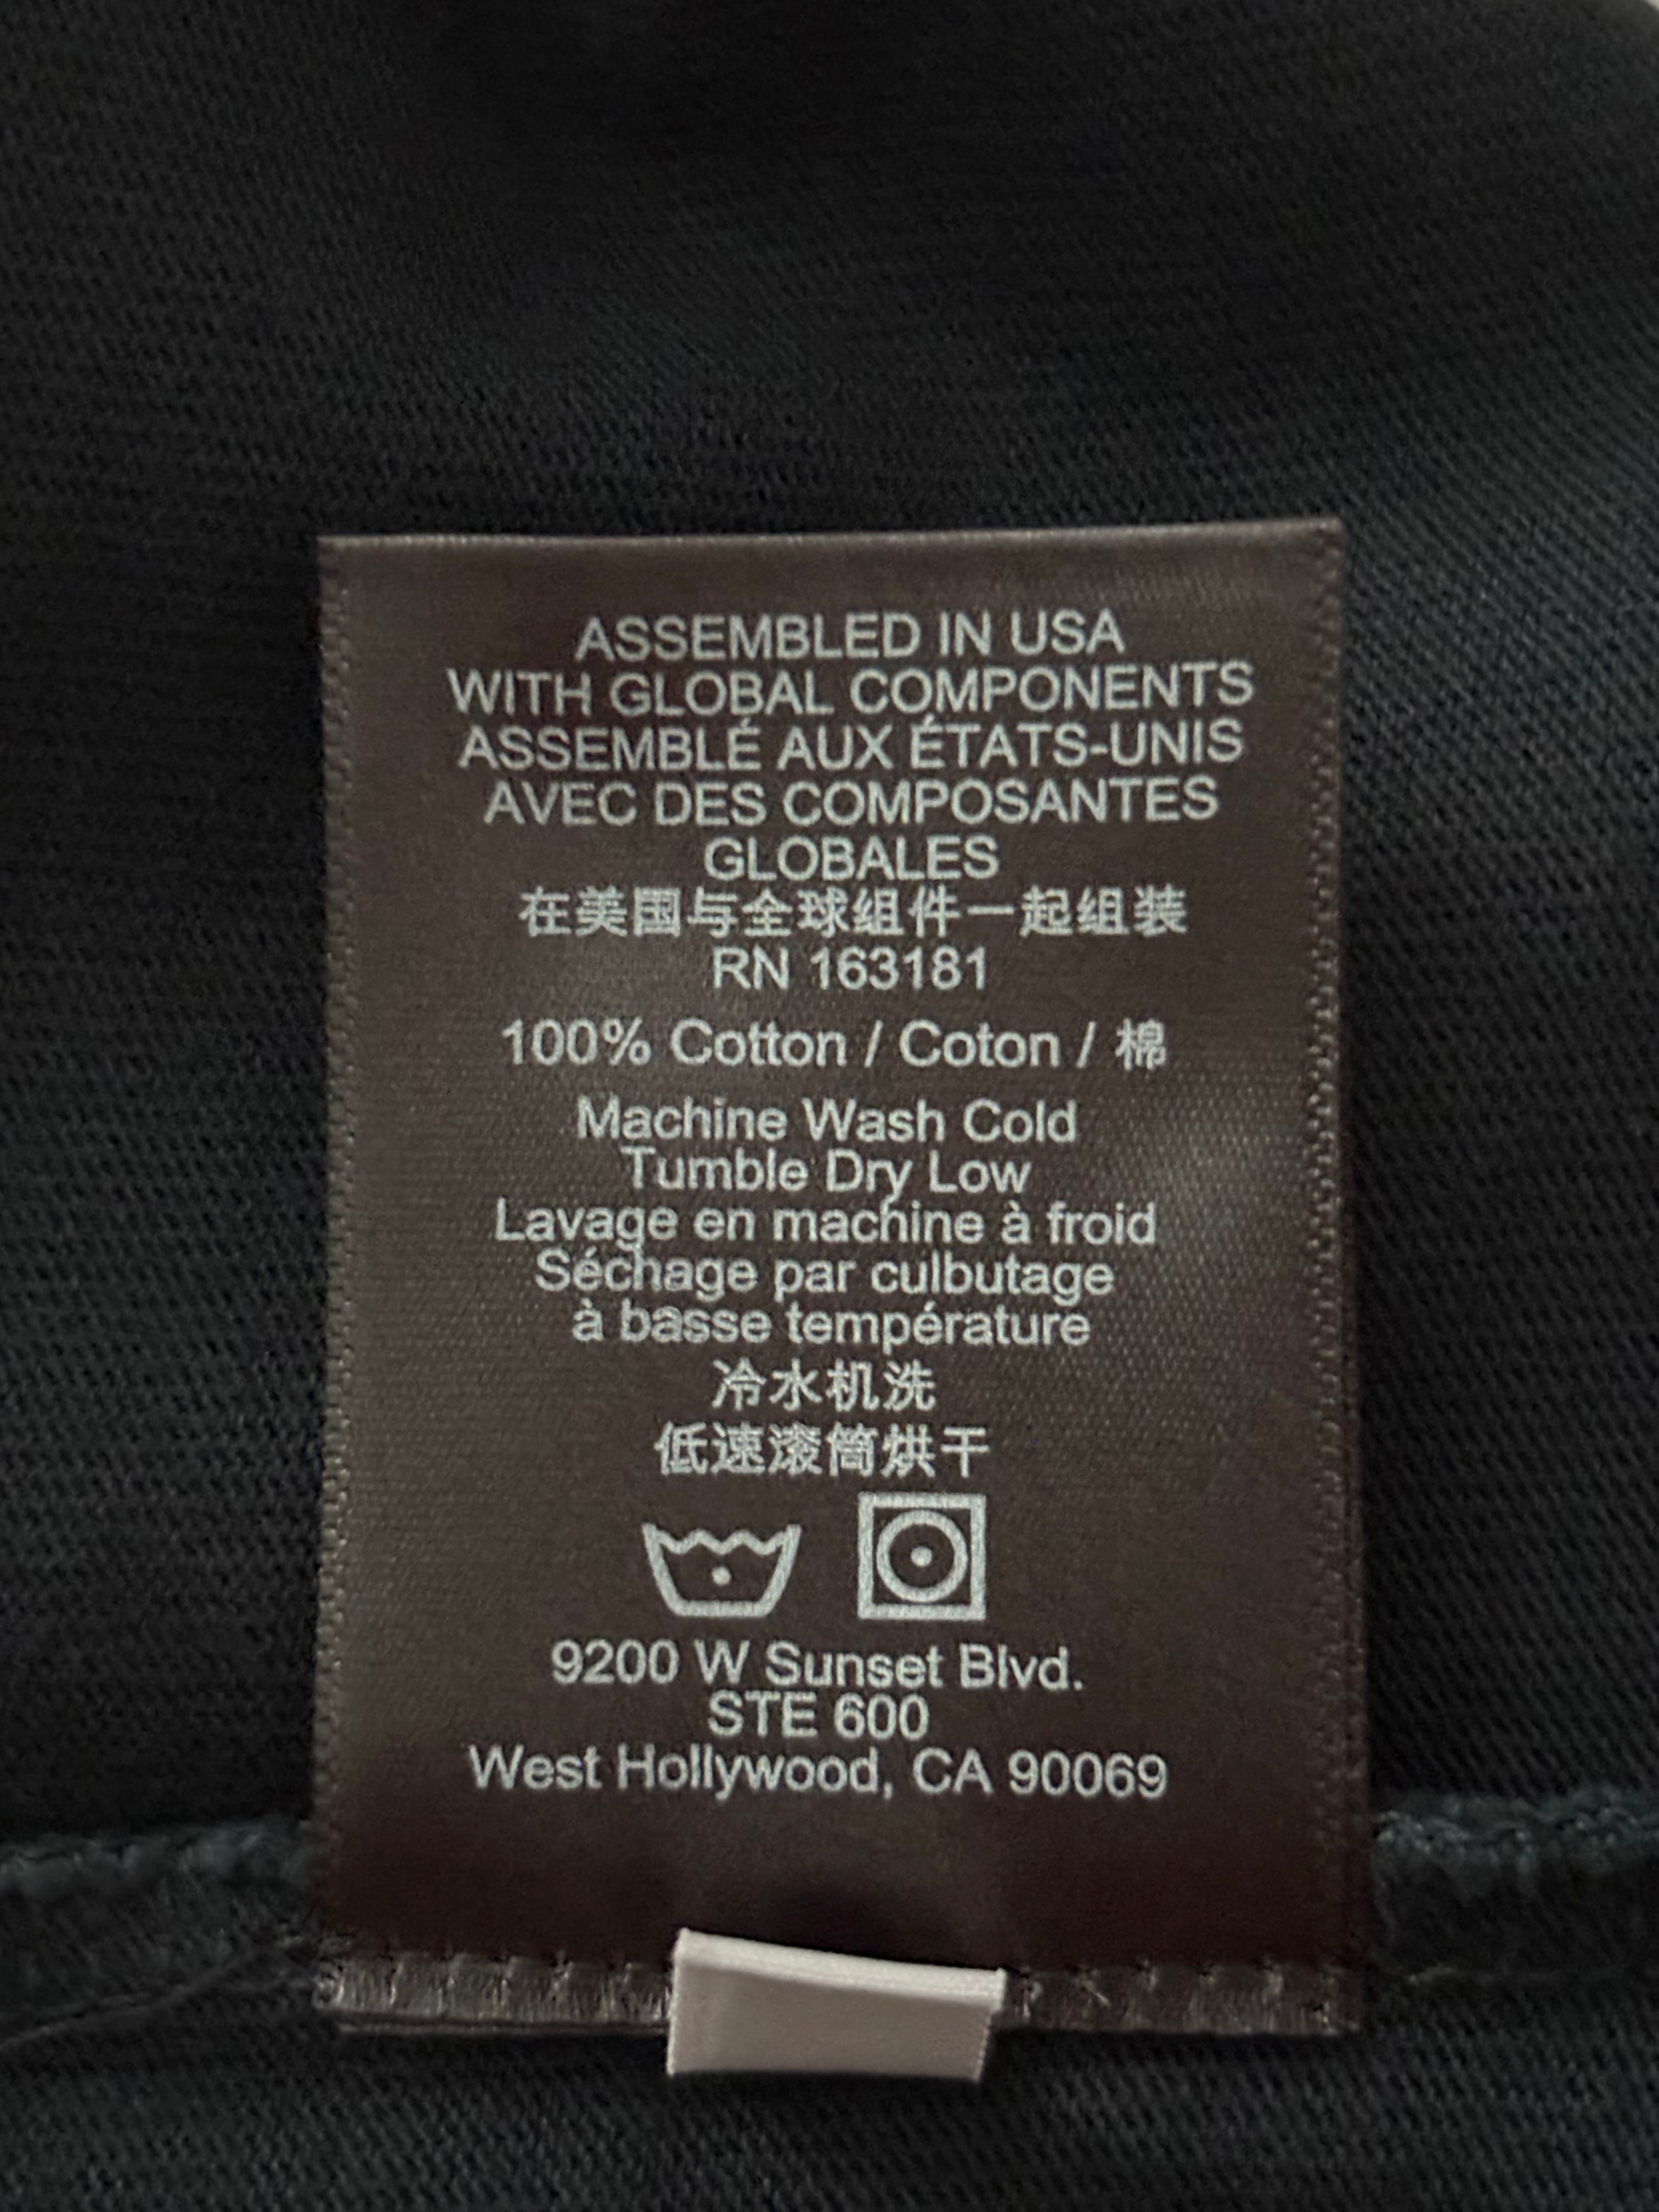 ASSEMBLED IN USA
WITH GLOBAL COMPONENTS
ASSEMBLÉ AUX ÉTATS-UNIS
AVEC DES COMPOSANTES
GLOBALES
在美国与全球组件一起组装
RN 163181
100% Cotton / Coton / 棉
Machine Wash Cold
Tumble Dry Low
Lavage en machine à froid
Séchage par culbutage
à basse température
冷水机洗
低速滚筒烘干
9200 W Sunset Blvd.
STE 600
West Hollywood, CA 90069